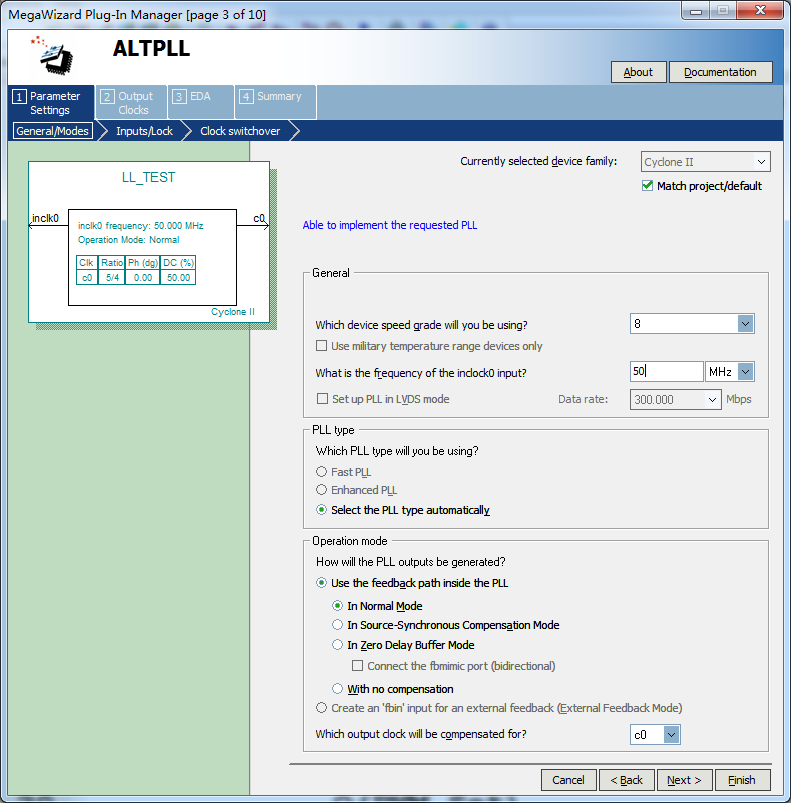 MegaWizard Plug-In Manager [page 3 of 10]
ALTPLL
About
Documentation
1 Parameter Settings
2 Output Clocks
3 EDA
4 Summary
General/Modes
Inputs/Lock
Clock switchover
LL_TEST
inclk0
c0
inclk0 frequency: 50.000 MHz
Operation Mode: Normal
Clk Ratio Ph (dg) DC (%)
c0 5/4 0.00 50.00
Cyclone II
Currently selected device family:
Cyclone II
Match project/default
Able to implement the requested PLL
General
Which device speed grade will you be using?
8
Use military temperature range devices only
What is the frequency of the inclock0 input?
50
MHz
Set up PLL in LVDS mode
Data rate:
300.000
Mbps
PLL type
Which PLL type will you be using?
Fast PLL
Enhanced PLL
Select the PLL type automatically
Operation mode
How will the PLL outputs be generated?
Use the feedback path inside the PLL
In Normal Mode
In Source-Synchronous Compensation Mode
In Zero Delay Buffer Mode
Connect the fbmimic port (bidirectional)
With no compensation
Create an 'fbin' input for an external feedback (External Feedback Mode)
Which output clock will be compensated for?
c0
Cancel
< Back
Next >
Finish